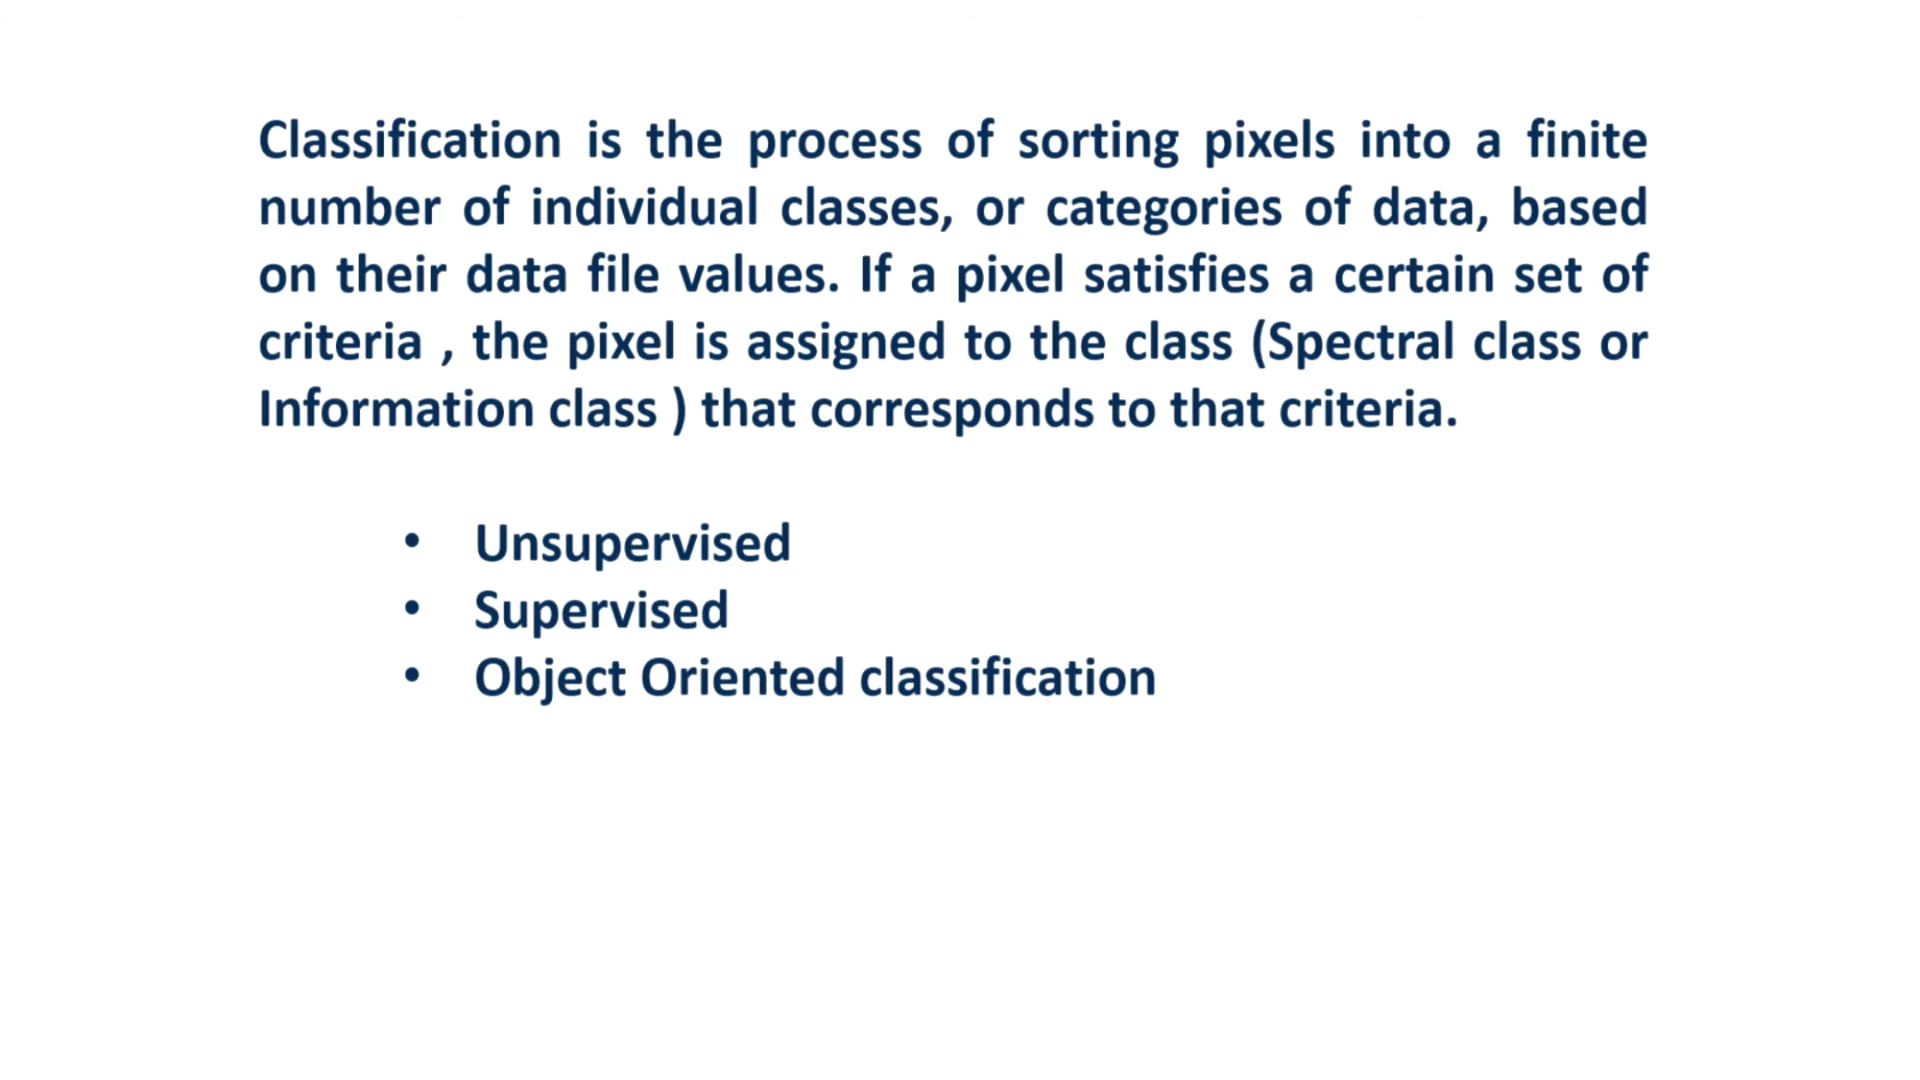 Classification is the process of sorting pixels into a finite
number of individual classes, or categories of data, based
on their data file values. If a pixel satisfies a certain set of
criteria , the pixel is assigned to the class (Spectral class or
Information class ) that corresponds to that criteria.
• Unsupervised
• Supervised
• Object Oriented classification